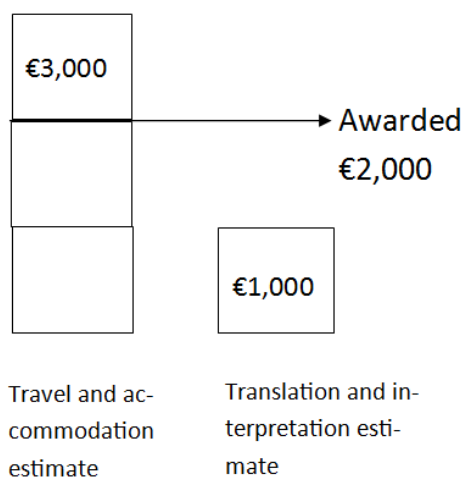 €3,000
Awarded
€2,000
€1,000
Travel and ac-
commodation
estimate
Translation and in-
terpretation esti-
mate